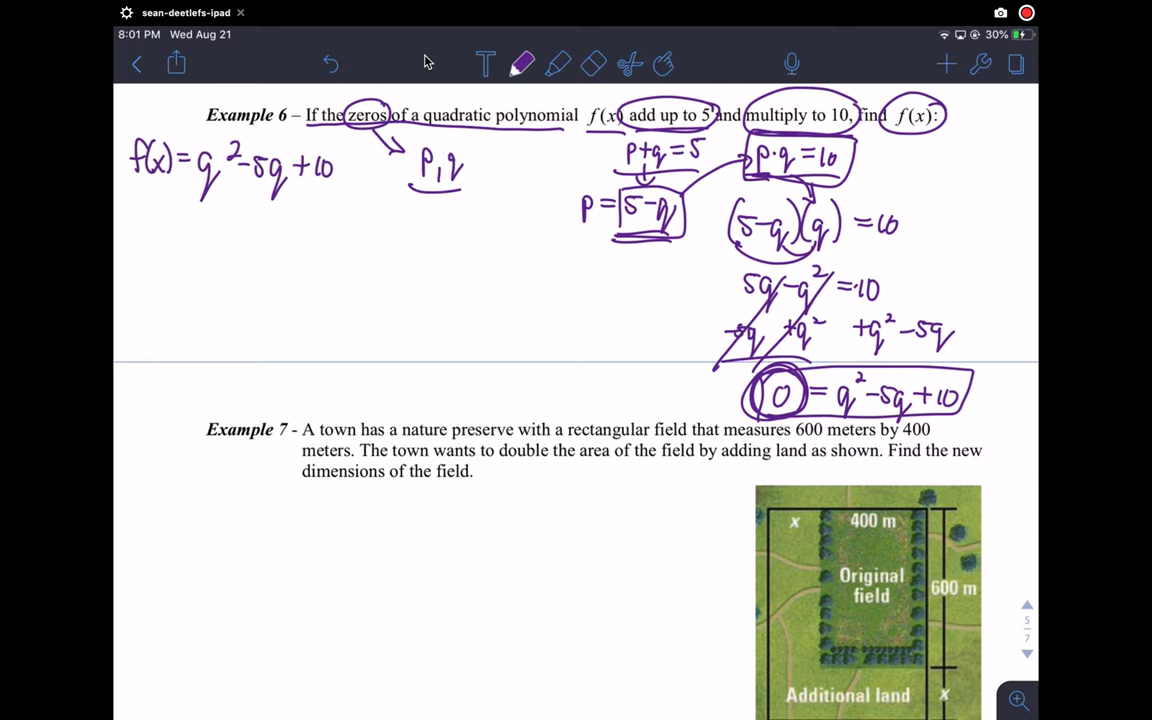 sean-deetlefs-ipad
8:01 PM Wed Aug 21
30%
Example 6 – If the zeros of a quadratic polynomial f(x) add up to 5 and multiply to 10, find f(x):
f(x) = q² - 5q + 10
p, q
p + q = 5
p · q = 10
p = 5 - q
(5 - q)(q) = 10
5q - q² = 10
-5q +q² +q² - 5q
0 = q² - 5q + 10
Example 7 - A town has a nature preserve with a rectangular field that measures 600 meters by 400
meters. The town wants to double the area of the field by adding land as shown. Find the new
dimensions of the field.
x 400 m
Original
field
600 m
Additional land x
5
7